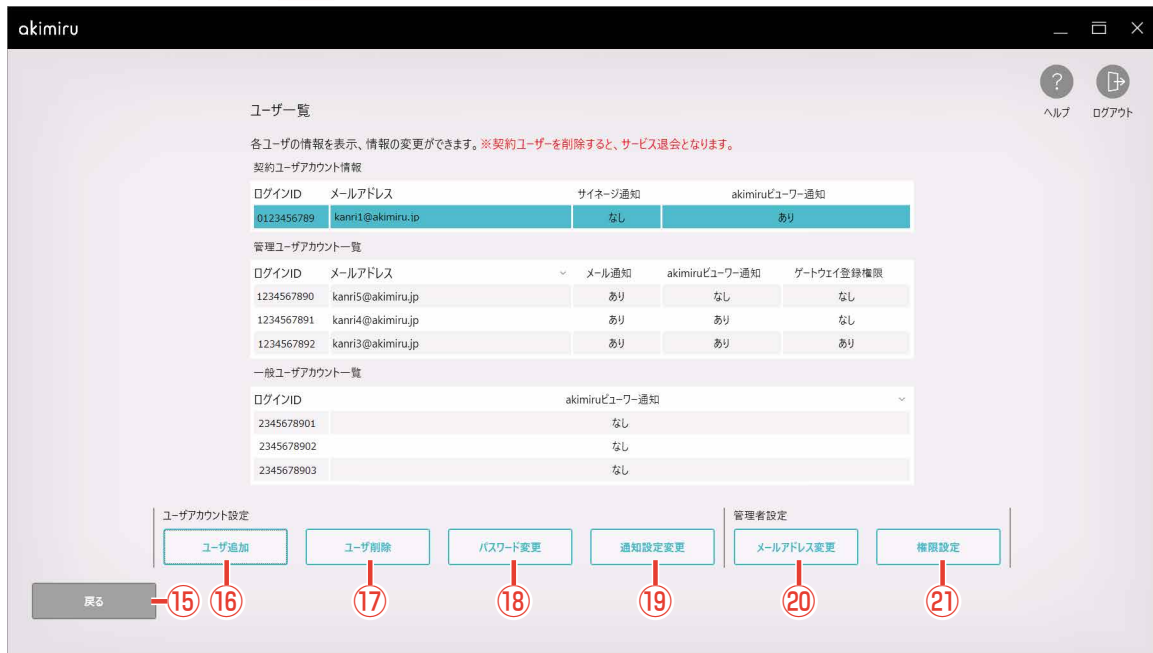 akimiru
ヘルプ ログアウト
ユーザ一覧
各ユーザの情報を表示、情報の変更ができます。※契約ユーザーを削除すると、サービス退会となります。
契約ユーザアカウント情報
ログインID メールアドレス サイネージ通知 akimiruビューワー通知
0123456789 kanri1@akimiru.jp なし あり
管理ユーザアカウント一覧
ログインID メールアドレス メール通知 akimiruビューワー通知 ゲートウェイ登録権限
1234567890 kanri5@akimiru.jp あり なし なし
1234567891 kanri4@akimiru.jp あり あり なし
1234567892 kanri3@akimiru.jp あり あり あり
一般ユーザアカウント一覧
ログインID akimiruビューワー通知
2345678901 なし
2345678902 なし
2345678903 なし
ユーザアカウント設定 管理者設定
ユーザ追加 ユーザ削除 パスワード変更 通知設定変更 メールアドレス変更 権限設定
戻る ⑮ ⑯ ⑰ ⑱ ⑲ ⑳ ㉑